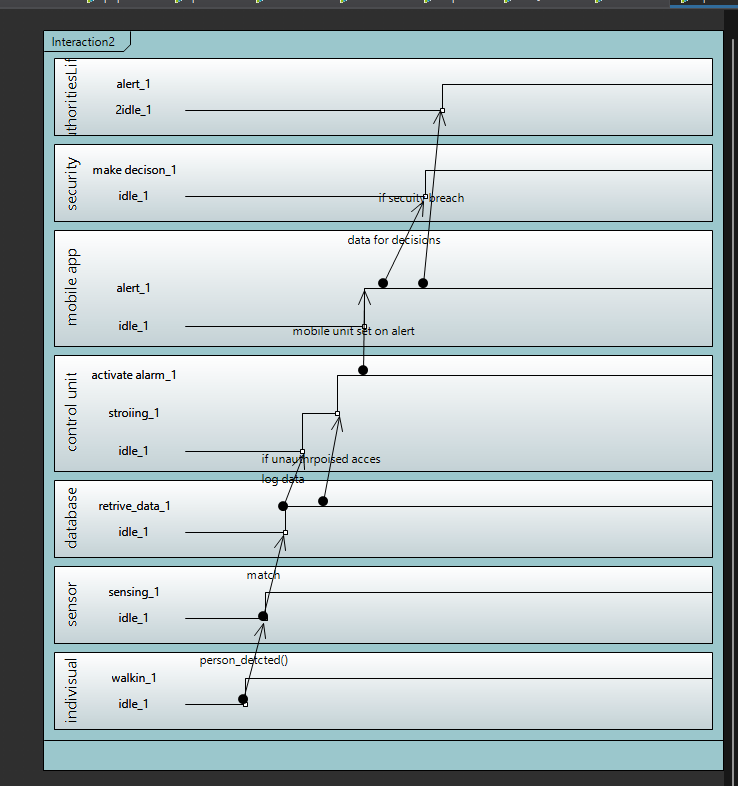 Interaction2
alert_1
2idle_1
security
make decison_1
idle_1
if secuity breach
data for decisions
mobile app
alert_1
idle_1
mobile unit set on alert
control unit
activate alarm_1
stroiing_1
idle_1
if unauthrpoised acces
log data
database
retrive_data_1
idle_1
match
sensor
sensing_1
idle_1
person_detcted()
indivisual
walkin_1
idle_1